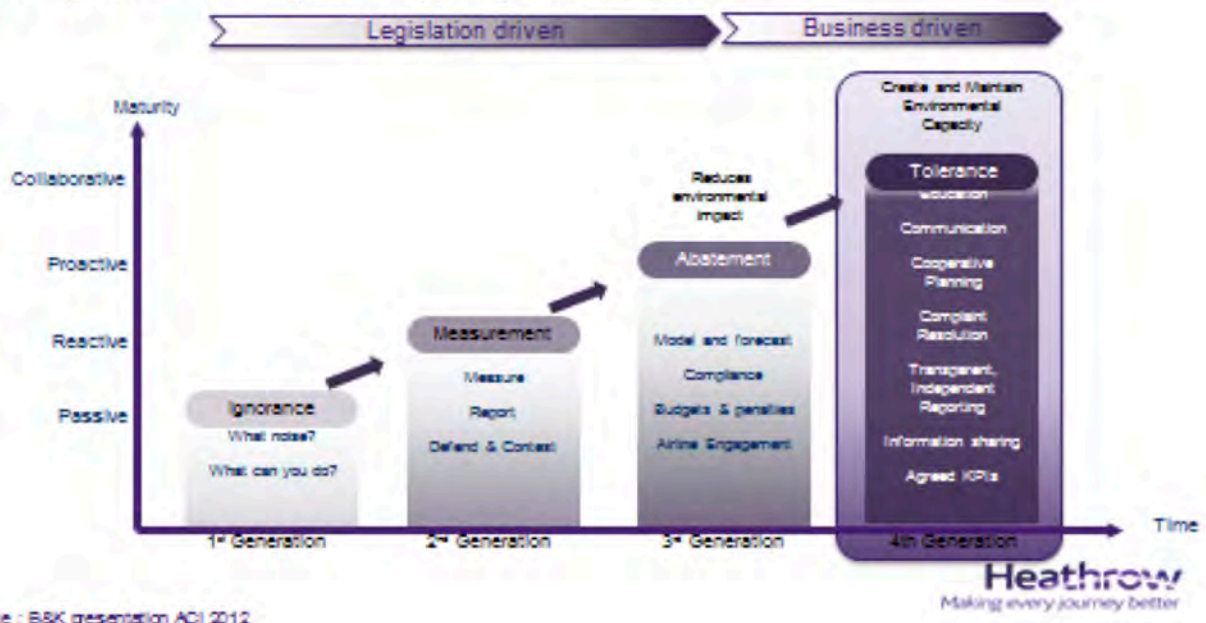 Legislation driven
Business driven
Maturity
Collaborative
Proactive
Reactive
Passive
Ignorance
What noise?
What can you do?
Measurement
Measure
Report
Defend & Contest
Reduces
environmental
impact
Abatement
Model and forecast
Compliance
Budgets & penalties
Airline Engagement
Create and Maintain
Environmental
Capacity
Tolerance
Education
Communication
Cooperative
Planning
Complaint
Resolution
Transparent,
Independent
Reporting
Information sharing
Agreed KPIs
1st Generation
2nd Generation
3rd Generation
4th Generation
Time
Heathrow
Making every journey better
: B&K presentation ACI 2012